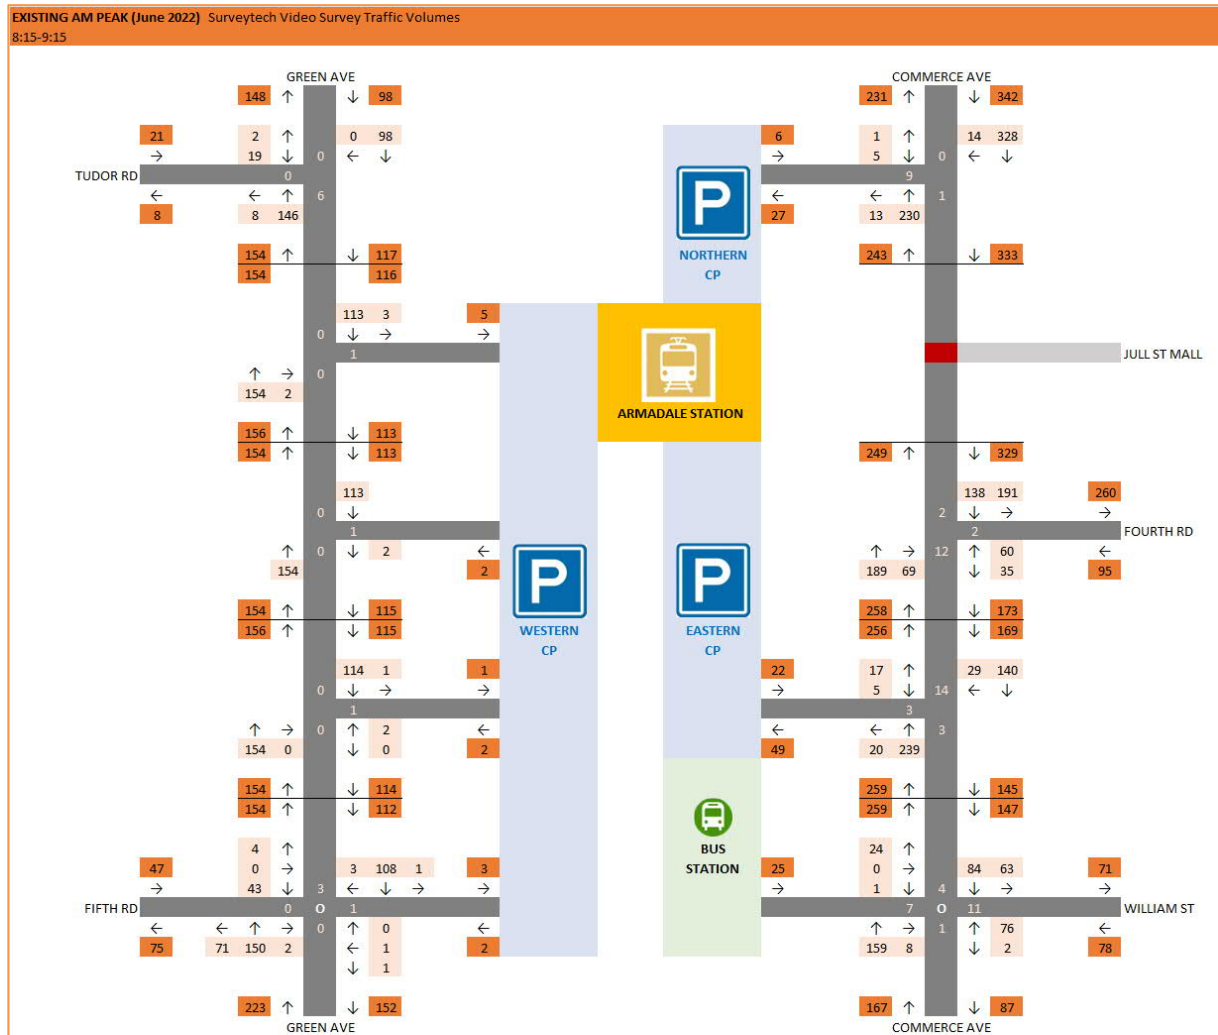 EXISTING AM PEAK (June 2022) Surveytech Video Survey Traffic Volumes
8:15-9:15
GREEN AVE COMMERCE AVE
148 ↑ ↓ 98 231 ↑ ↓ 342
21 2 ↑ 0 98 6 1 ↑ 14 328
→ 19 ↓ 0 ← ↓ → 5 ↓ 0 ← ↓
TUDOR RD 0 P 9
← ← ↑ 6 ← ← ↑ 1
8 8 146 27 13 230
154 ↑ ↓ 117 NORTHERN 243 ↑ ↓ 333
154 116 CP
113 3 5
0 ↓ → →
1 JULL ST MALL
↑ → 0
154 2 ARMADALE STATION
156 ↑ ↓ 113
154 ↑ ↓ 113 249 ↑ ↓ 329
113 138 191 260
0 ↓ 2 ↓ → →
1 2 FOURTH RD
↑ 0 ↓ 2 ← ↑ → 12 ↑ 60 ←
154 2 P P 189 69 ↓ 35 95
154 ↑ ↓ 115 258 ↑ ↓ 173
156 ↑ ↓ 115 WESTERN EASTERN 256 ↑ ↓ 169
CP CP
114 1 1 22 17 ↑ 29 140
0 ↓ → → → 5 ↓ 14 ← ↓
1 3
↑ → 0 ↑ 2 ← ← ← ↑ 3
154 0 ↓ 0 2 49 20 239
154 ↑ ↓ 114 259 ↑ ↓ 145
154 ↑ ↓ 112 259 ↑ ↓ 147
4 ↑ BUS 24 ↑
47 0 → 3 108 1 3 STATION 25 0 → 84 63 71
→ 43 ↓ 3 ← ↓ → → → 1 ↓ 4 ↓ → →
FIFTH RD 0 O 1 7 O 11 WILLIAM ST
← ← ↑ → 0 ↑ 0 ← ↑ → 1 ↑ 76 ←
75 71 150 2 ← 1 2 159 8 ↓ 2 78
↓ 1
223 ↑ ↓ 152 167 ↑ ↓ 87
GREEN AVE COMMERCE AVE